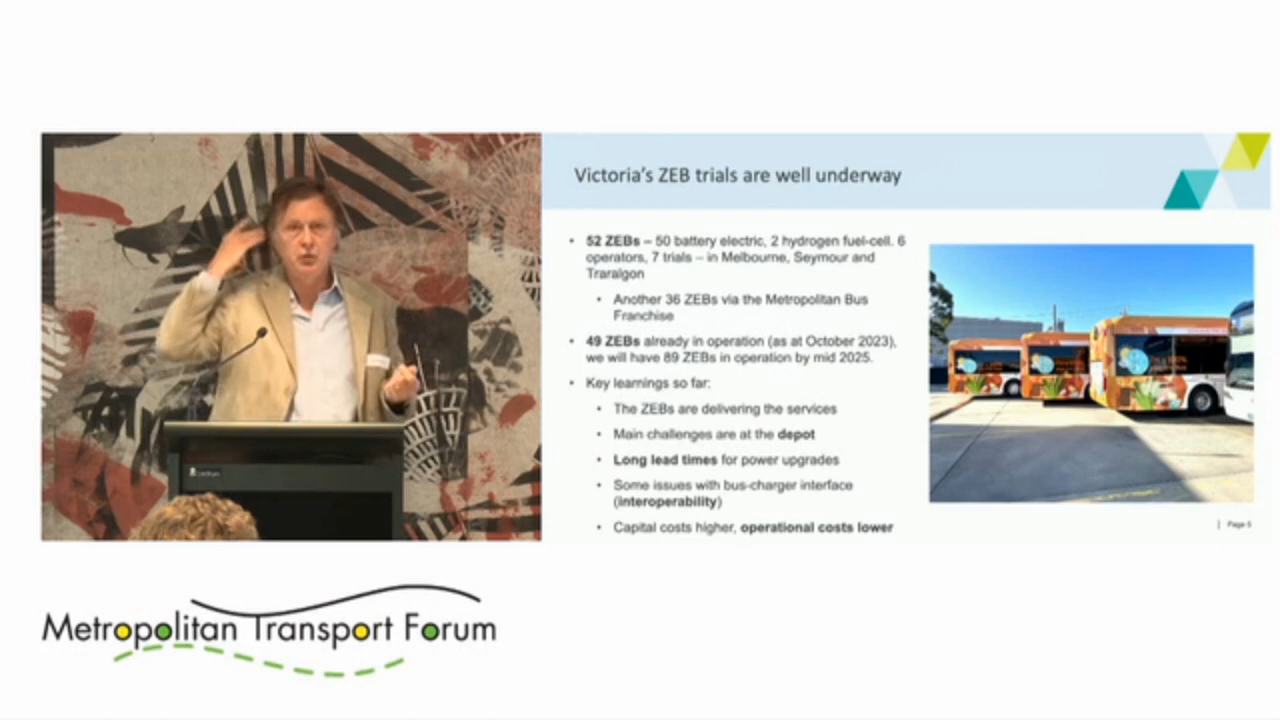 Victoria's ZEB trials are well underway
• 52 ZEBs – 50 battery electric, 2 hydrogen fuel-cell. 6
operators, 7 trials – in Melbourne, Seymour and
Traralgon
• Another 36 ZEBs via the Metropolitan Bus
Franchise
• 49 ZEBs already in operation (as at October 2023),
we will have 89 ZEBs in operation by mid 2025.
• Key learnings so far:
• The ZEBs are delivering the services
• Main challenges are at the depot
• Long lead times for power upgrades
• Some issues with bus-charger interface
(interoperability)
• Capital costs higher, operational costs lower
| Page 5
Metropolitan Transport Forum